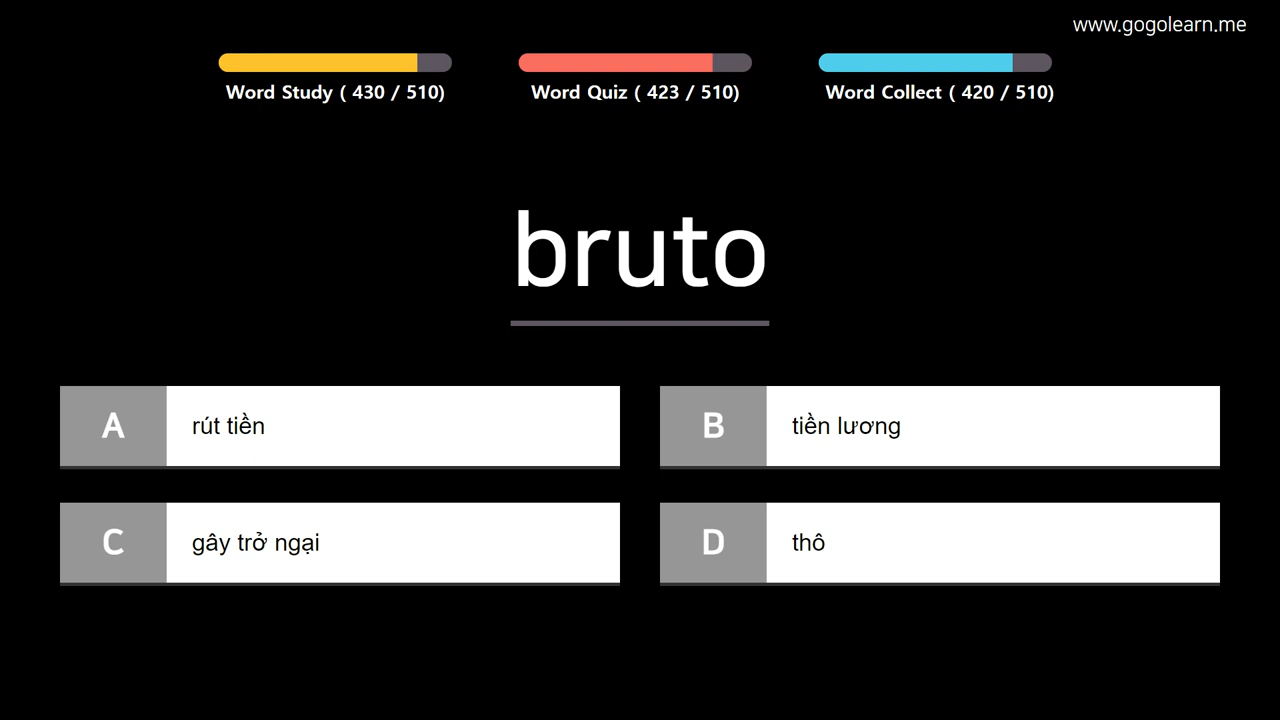 www.gogolearn.me
Word Study ( 430 / 510)
Word Quiz ( 423 / 510)
Word Collect ( 420 / 510)
bruto
A rút tiền
B tiền lương
C gây trở ngại
D thô